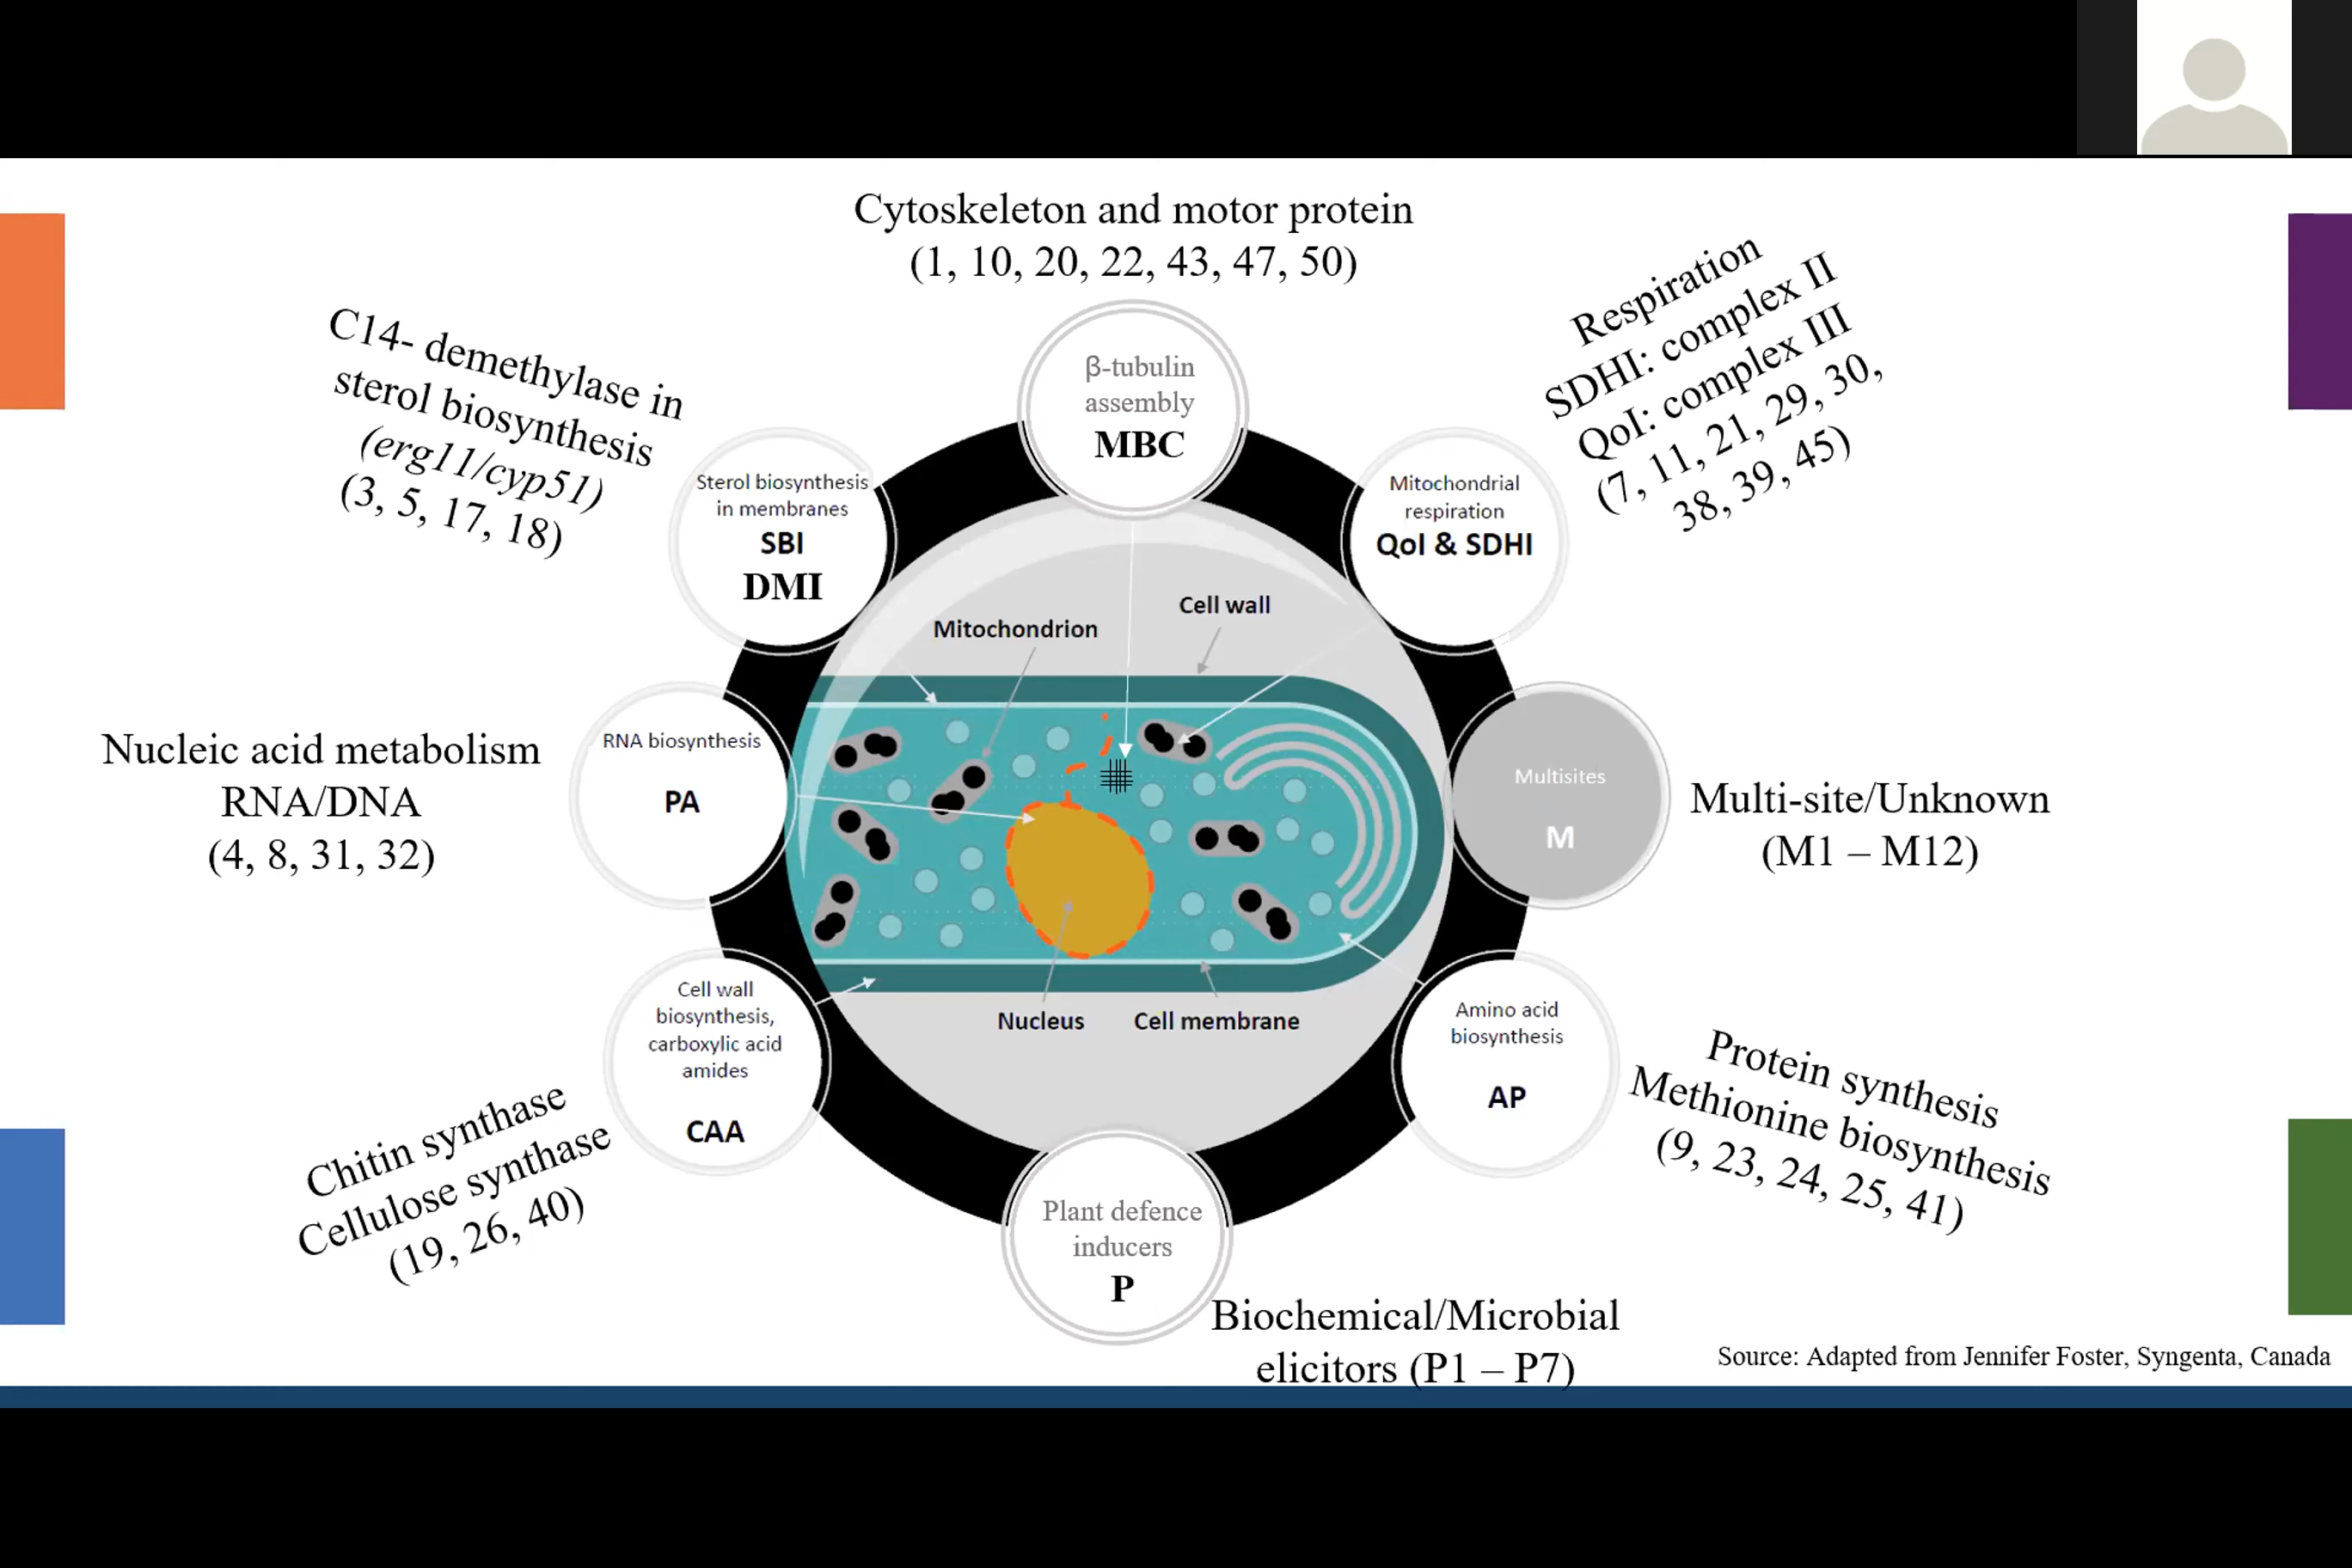 Cytoskeleton and motor protein
(1, 10, 20, 22, 43, 47, 50)
β-tubulin
assembly
MBC
Respiration
SDHI: complex II
QoI: complex III
(7, 11, 21, 29, 30,
38, 39, 45)
Mitochondrial
respiration
QoI & SDHI
C14- demethylase in
sterol biosynthesis
(erg11/cyp51)
(3, 5, 17, 18)
Sterol biosynthesis
in membranes
SBI
DMI
Mitochondrion
Cell wall
Nucleic acid metabolism
RNA/DNA
(4, 8, 31, 32)
RNA biosynthesis
PA
Multisites
M
Multi-site/Unknown
(M1 – M12)
Nucleus
Cell membrane
Cell wall
biosynthesis,
carboxylic acid
amides
CAA
Chitin synthase
Cellulose synthase
(19, 26, 40)
Amino acid
biosynthesis
AP
Protein synthesis
Methionine biosynthesis
(9, 23, 24, 25, 41)
Plant defence
inducers
P
Biochemical/Microbial
elicitors (P1 – P7)
Source: Adapted from Jennifer Foster, Syngenta, Canada